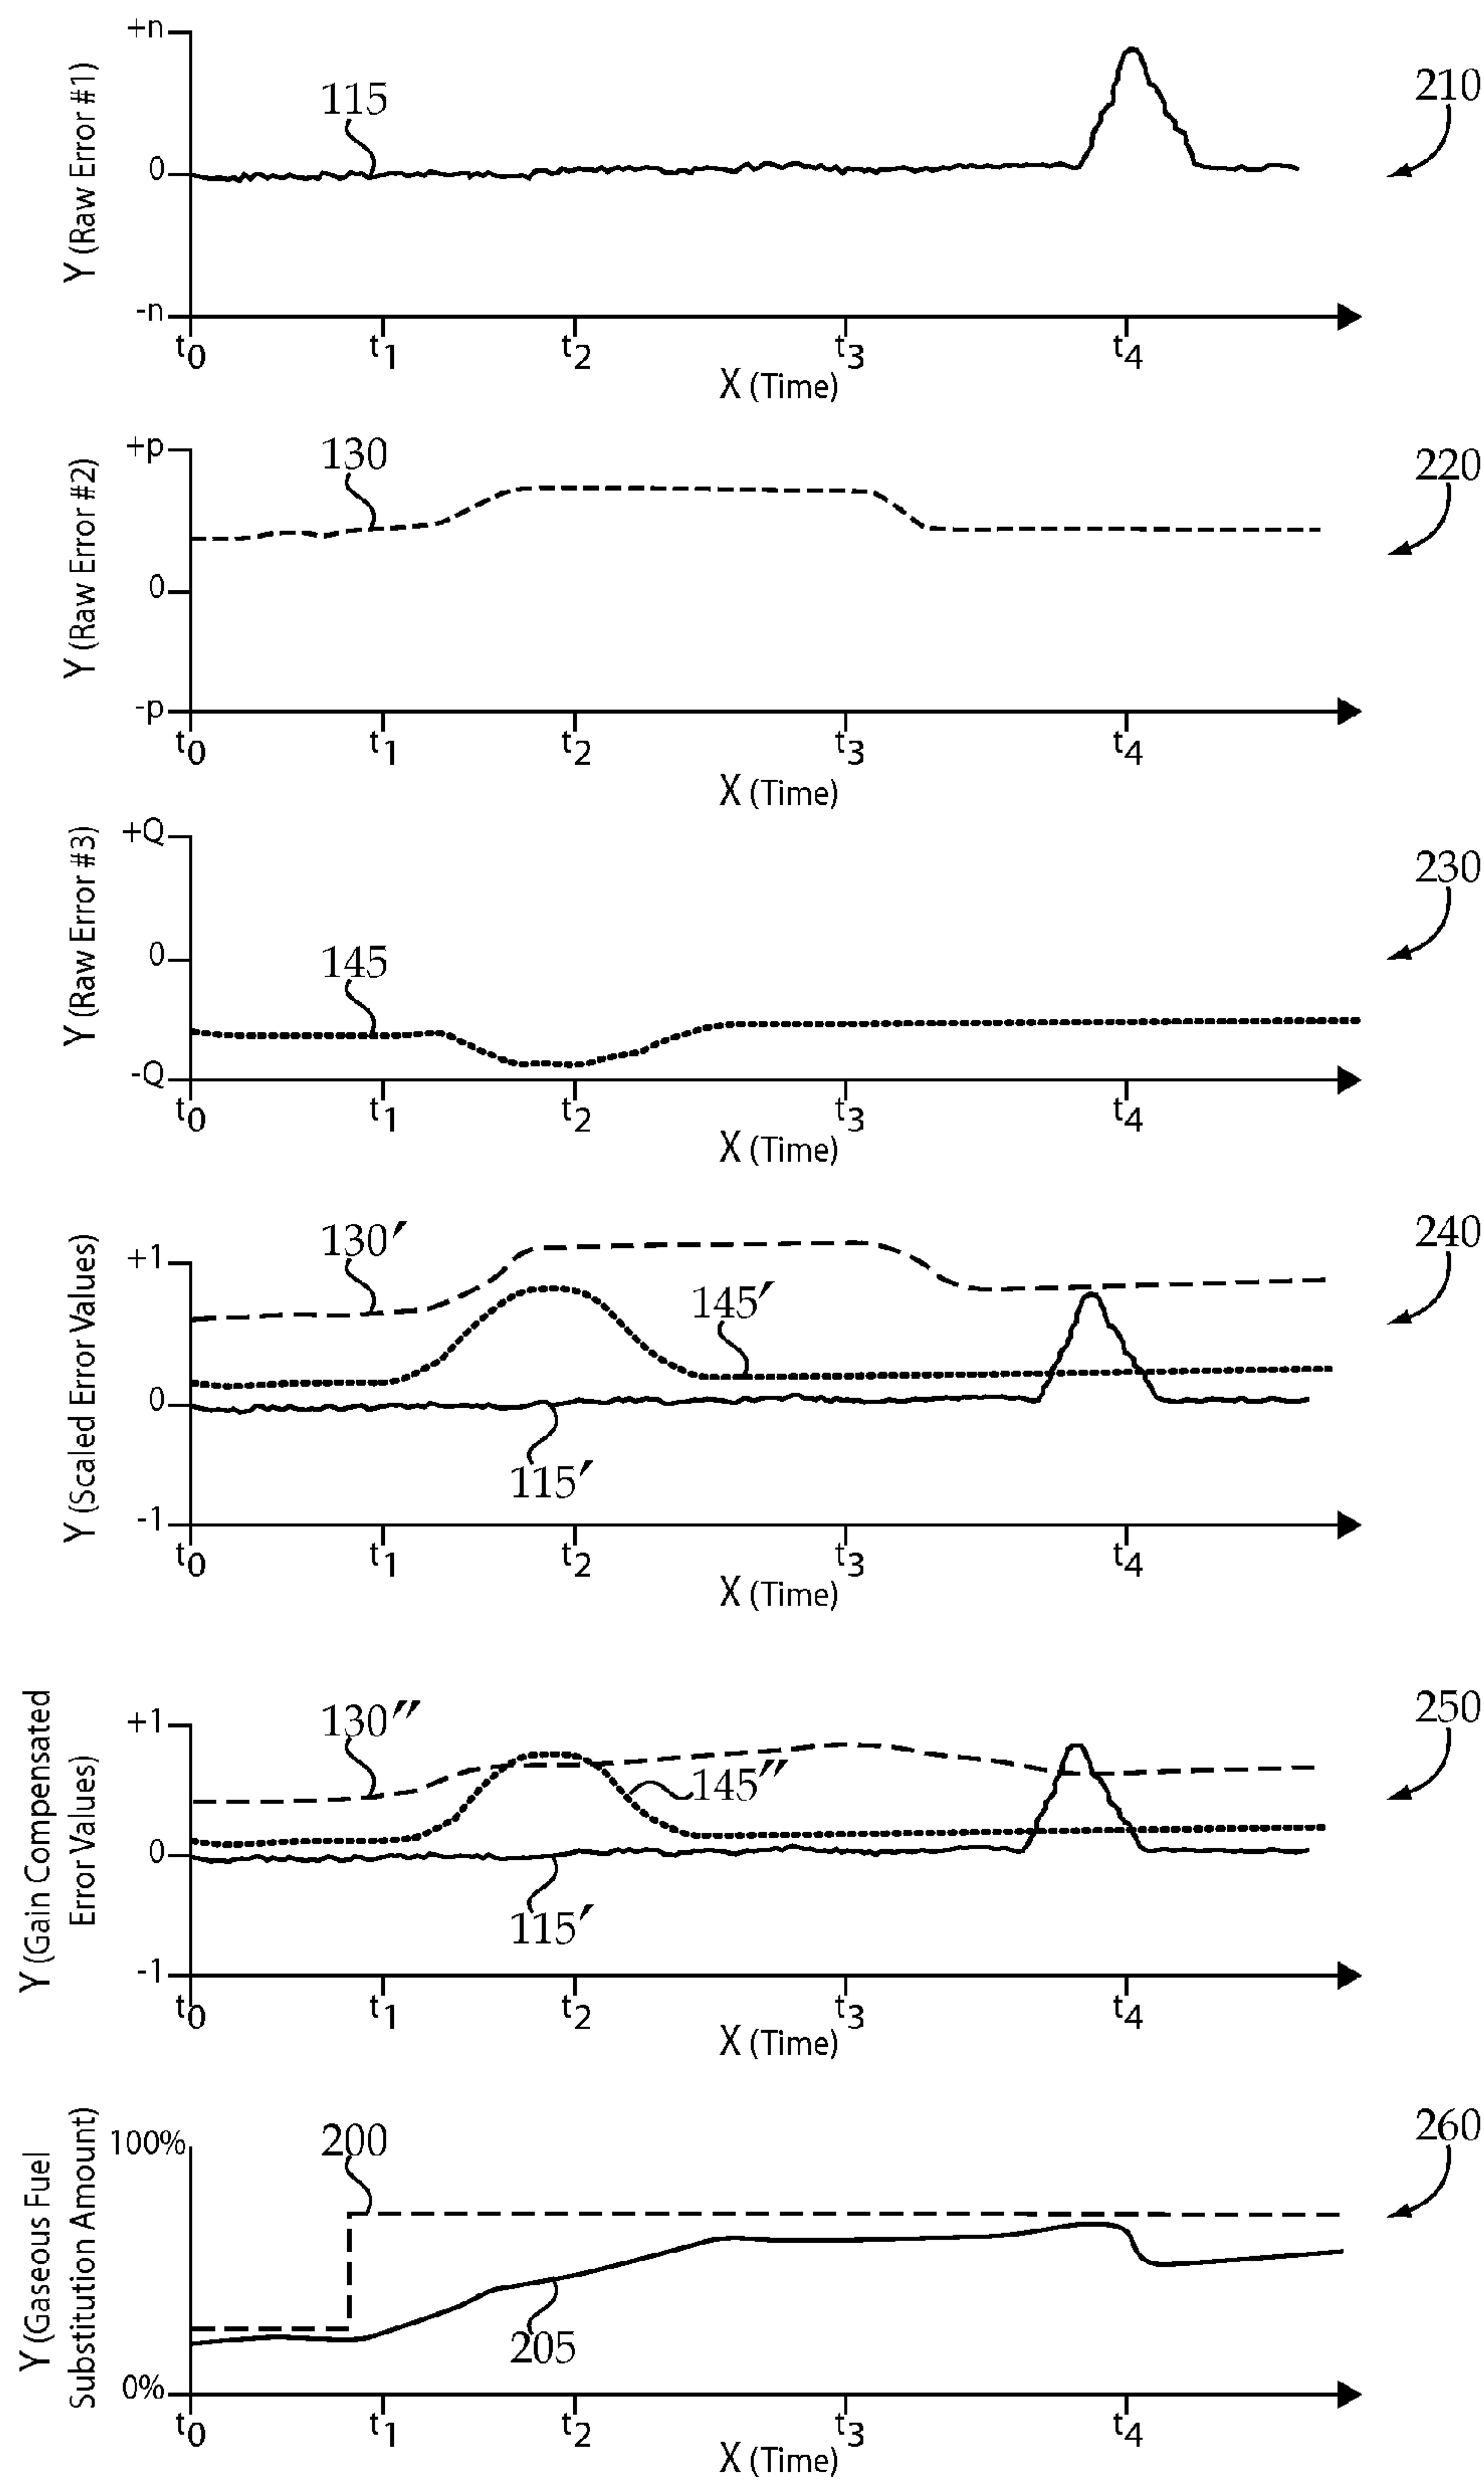 +n
115
210
Y (Raw Error #1)
0
-n
t0 t1 t2 t3 t4
X (Time)
+p
130
220
Y (Raw Error #2)
0
-p
t0 t1 t2 t3 t4
X (Time)
+Q
230
Y (Raw Error #3)
0
145
-Q
t0 t1 t2 t3 t4
X (Time)
130′
240
+1
145′
Y (Scaled Error Values)
0
115′
-1
t0 t1 t2 t3 t4
X (Time)
130″
250
+1
145″
Y (Gain Compensated
Error Values)
0
115′
-1
t0 t1 t2 t3 t4
X (Time)
100%
200
260
Y (Gaseous Fuel
Substitution Amount)
205
0%
t0 t1 t2 t3 t4
X (Time)